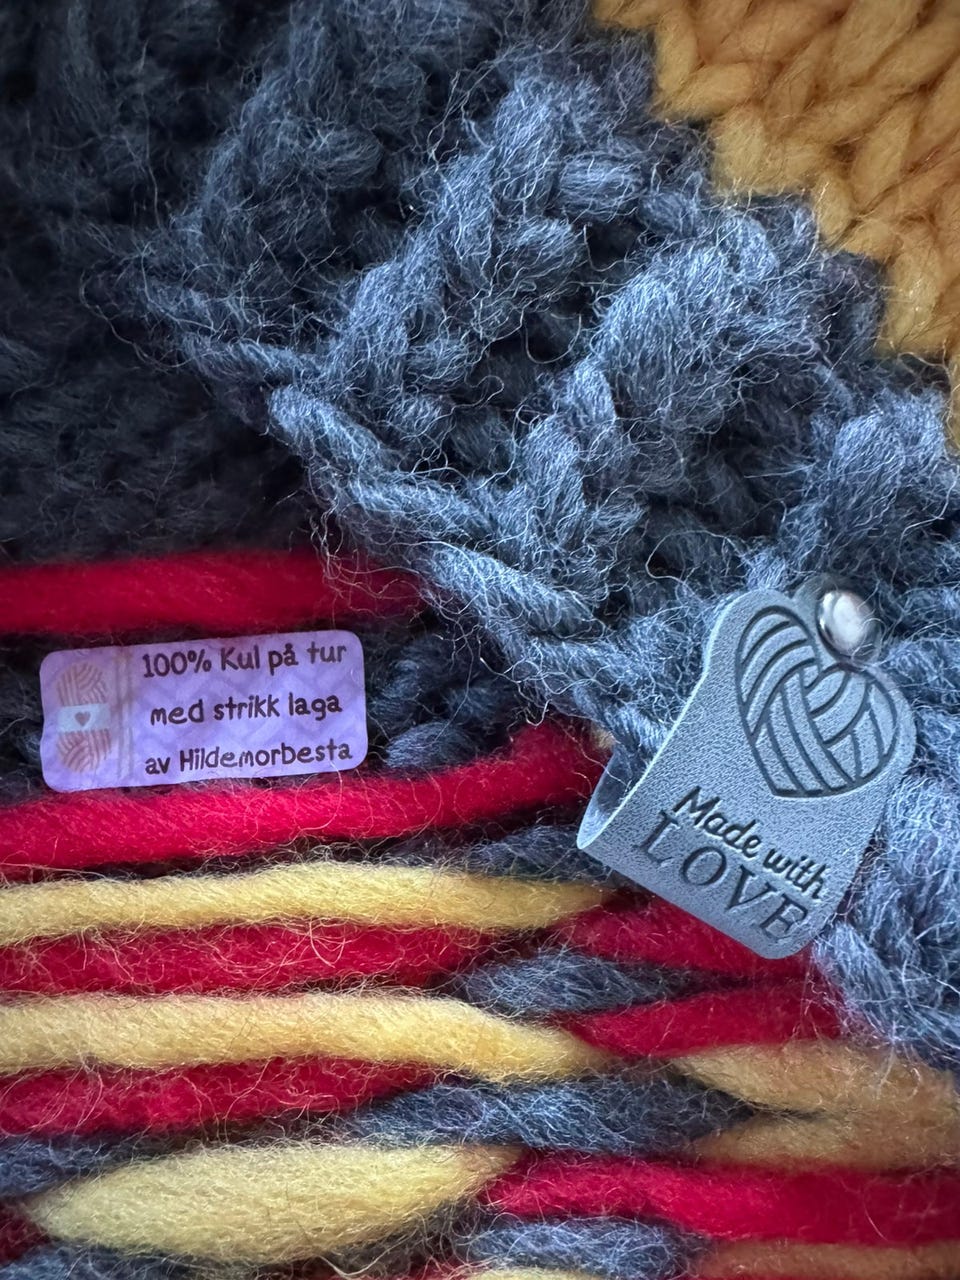 100% Kul på tur
med strikk laga
av Hildemorbesta
Made with
LOVE